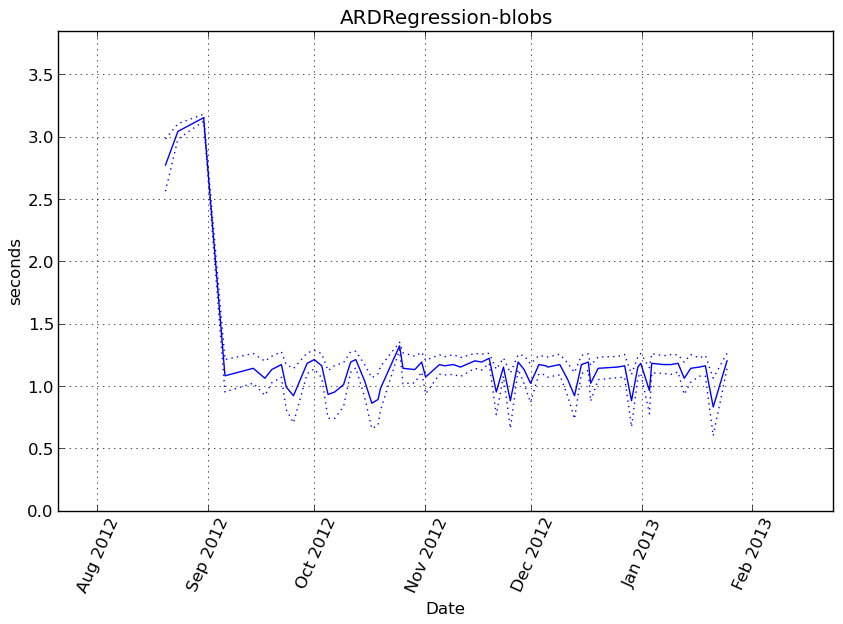 ARDRegression-blobs
3.5
3.0
2.5
2.0
1.5
1.0
0.5
0.0
seconds
Aug 2012
Sep 2012
Oct 2012
Nov 2012
Dec 2012
Jan 2013
Feb 2013
Date